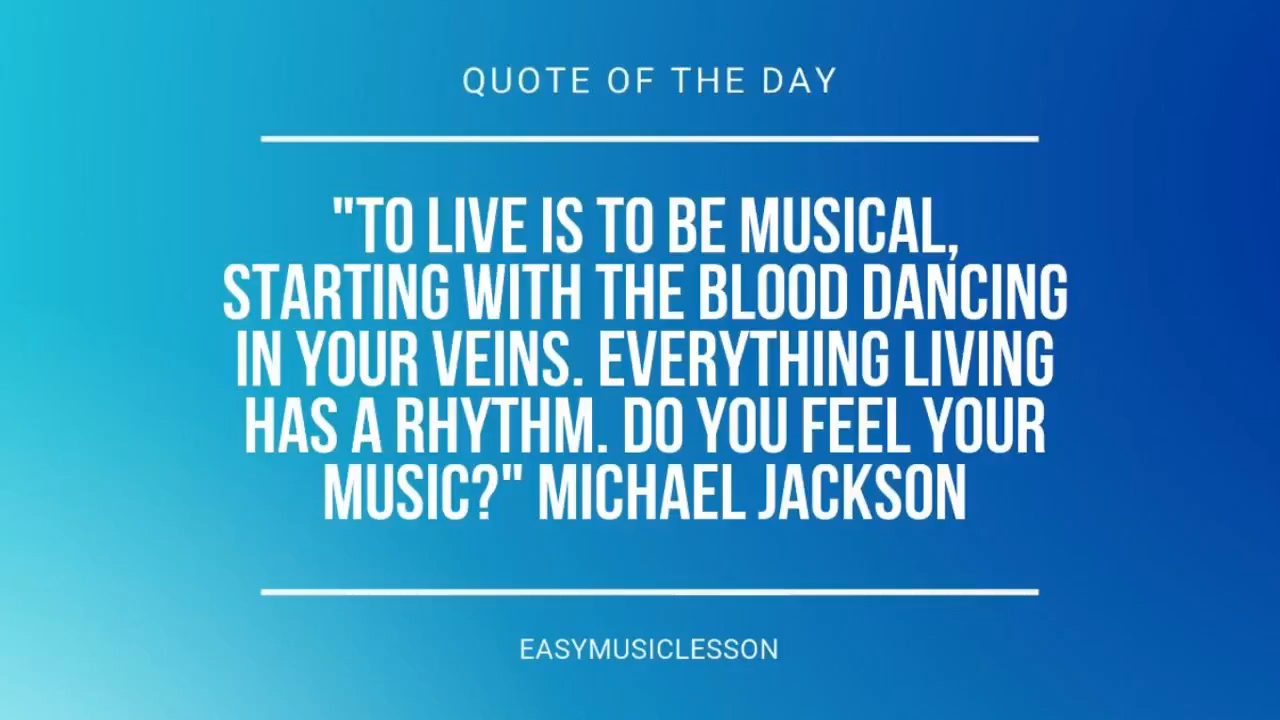 QUOTE OF THE DAY
"TO LIVE IS TO BE MUSICAL,
STARTING WITH THE BLOOD DANCING
IN YOUR VEINS. EVERYTHING LIVING
HAS A RHYTHM. DO YOU FEEL YOUR
MUSIC?" MICHAEL JACKSON
EASYMUSICLESSON